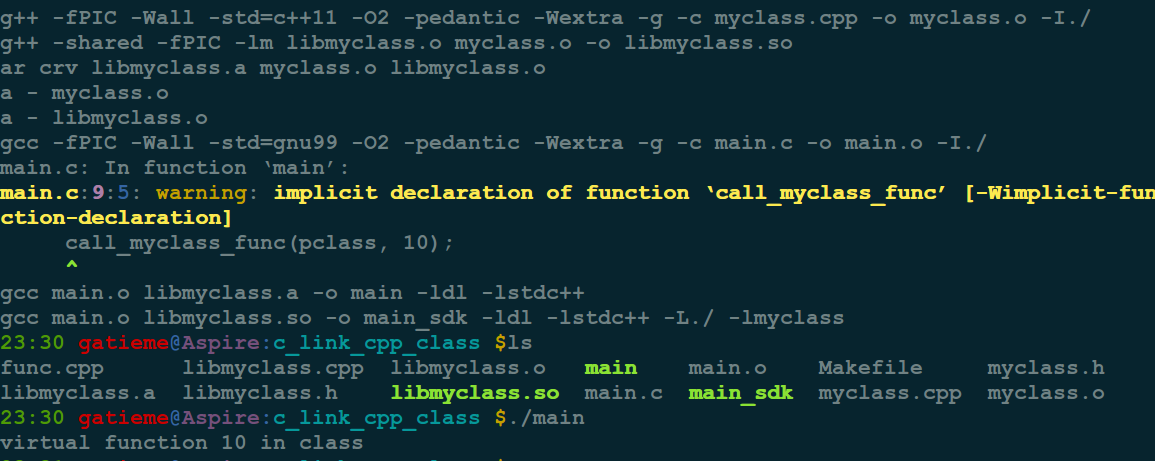 g++ -fPIC -Wall -std=c++11 -O2 -pedantic -Wextra -g -c myclass.cpp -o myclass.o -I./
g++ -shared -fPIC -lm libmyclass.o myclass.o -o libmyclass.so
ar crv libmyclass.a myclass.o libmyclass.o
a - myclass.o
a - libmyclass.o
gcc -fPIC -Wall -std=gnu99 -O2 -pedantic -Wextra -g -c main.c -o main.o -I./
main.c: In function ‘main’:
main.c:9:5: warning: implicit declaration of function ‘call_myclass_func’ [-Wimplicit-fun
ction-declaration]
     call_myclass_func(pclass, 10);
     ^
gcc main.o libmyclass.a -o main -ldl -lstdc++
gcc main.o libmyclass.so -o main_sdk -ldl -lstdc++ -L./ -lmyclass
23:30 gatieme@Aspire:c_link_cpp_class $ls
func.cpp      libmyclass.cpp  libmyclass.o   main    main.o    Makefile     myclass.h
libmyclass.a  libmyclass.h    libmyclass.so  main.c  main_sdk  myclass.cpp  myclass.o
23:30 gatieme@Aspire:c_link_cpp_class $./main
virtual function 10 in class